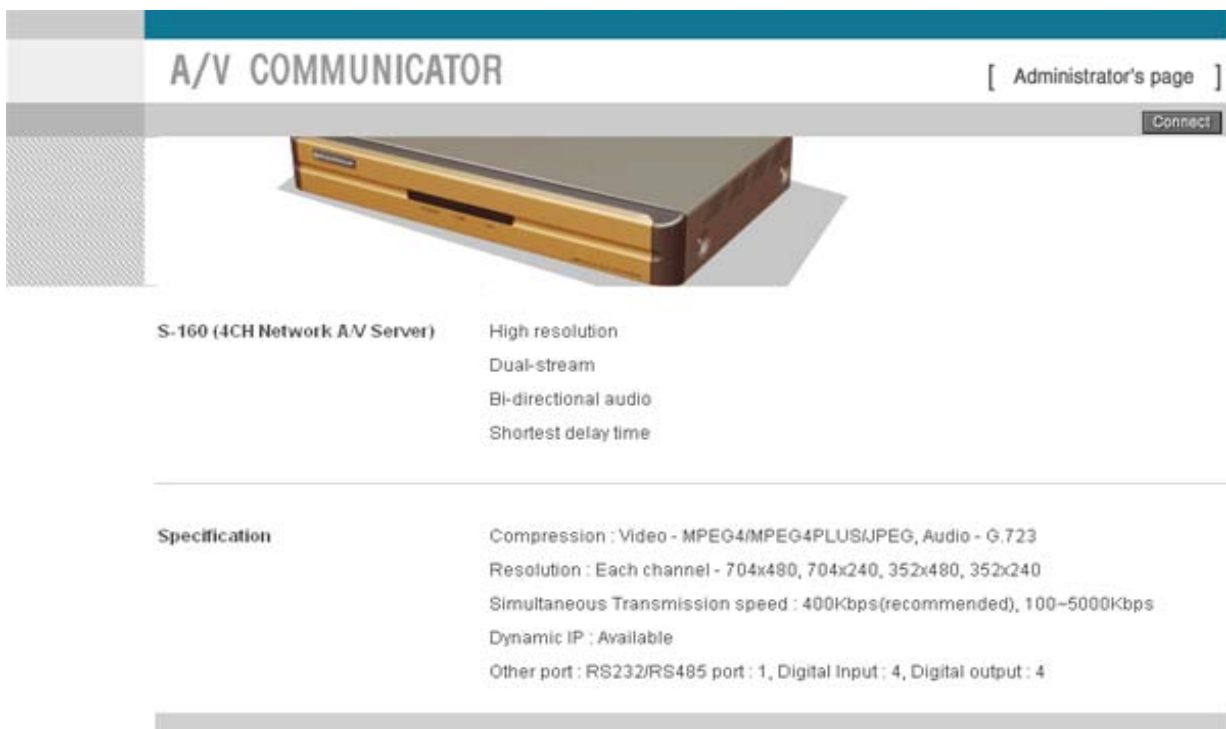 A/V COMMUNICATOR
[ Administrator's page ]
Connect
S-160 (4CH Network A/V Server)
High resolution
Dual-stream
Bi-directional audio
Shortest delay time
Specification
Compression : Video - MPEG4/MPEG4PLUS/JPEG, Audio - G.723
Resolution : Each channel - 704x480, 704x240, 352x480, 352x240
Simultaneous Transmission speed : 400Kbps(recommended), 100~5000Kbps
Dynamic IP : Available
Other port : RS232/RS485 port : 1, Digital Input : 4, Digital output : 4